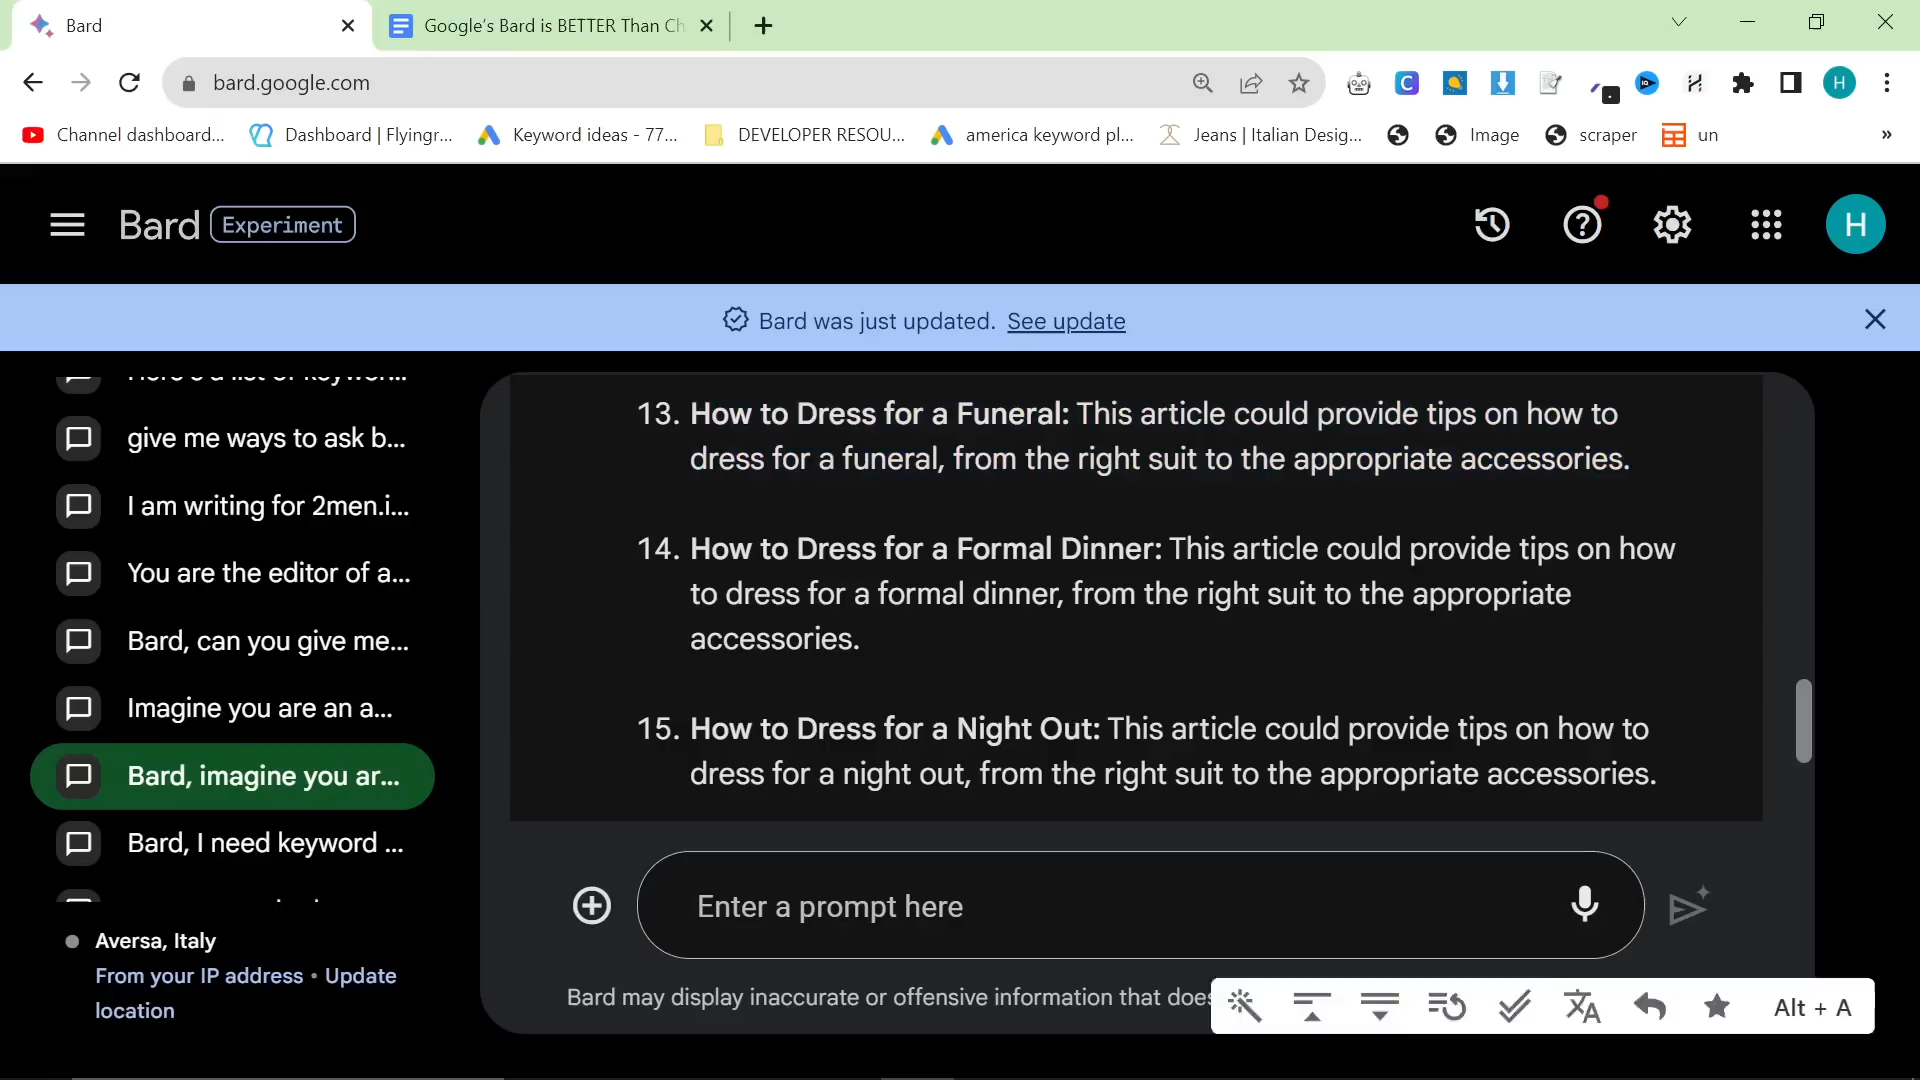 Bard
Google's Bard is BETTER Than Ch
bard.google.com
Channel dashboard...
Dashboard | Flyingr...
Keyword ideas - 77...
DEVELOPER RESOU...
america keyword pl...
Jeans | Italian Desig...
Image
scraper
un
»
Bard Experiment
H
Bard was just updated. See update
give me ways to ask b...
I am writing for 2men.i...
You are the editor of a...
Bard, can you give me...
Imagine you are an a...
Bard, imagine you ar...
Bard, I need keyword ...
Aversa, Italy
From your IP address • Update
location
13. How to Dress for a Funeral: This article could provide tips on how to
dress for a funeral, from the right suit to the appropriate accessories.
14. How to Dress for a Formal Dinner: This article could provide tips on how
to dress for a formal dinner, from the right suit to the appropriate
accessories.
15. How to Dress for a Night Out: This article could provide tips on how to
dress for a night out, from the right suit to the appropriate accessories.
Enter a prompt here
Bard may display inaccurate or offensive information that does
Alt + A